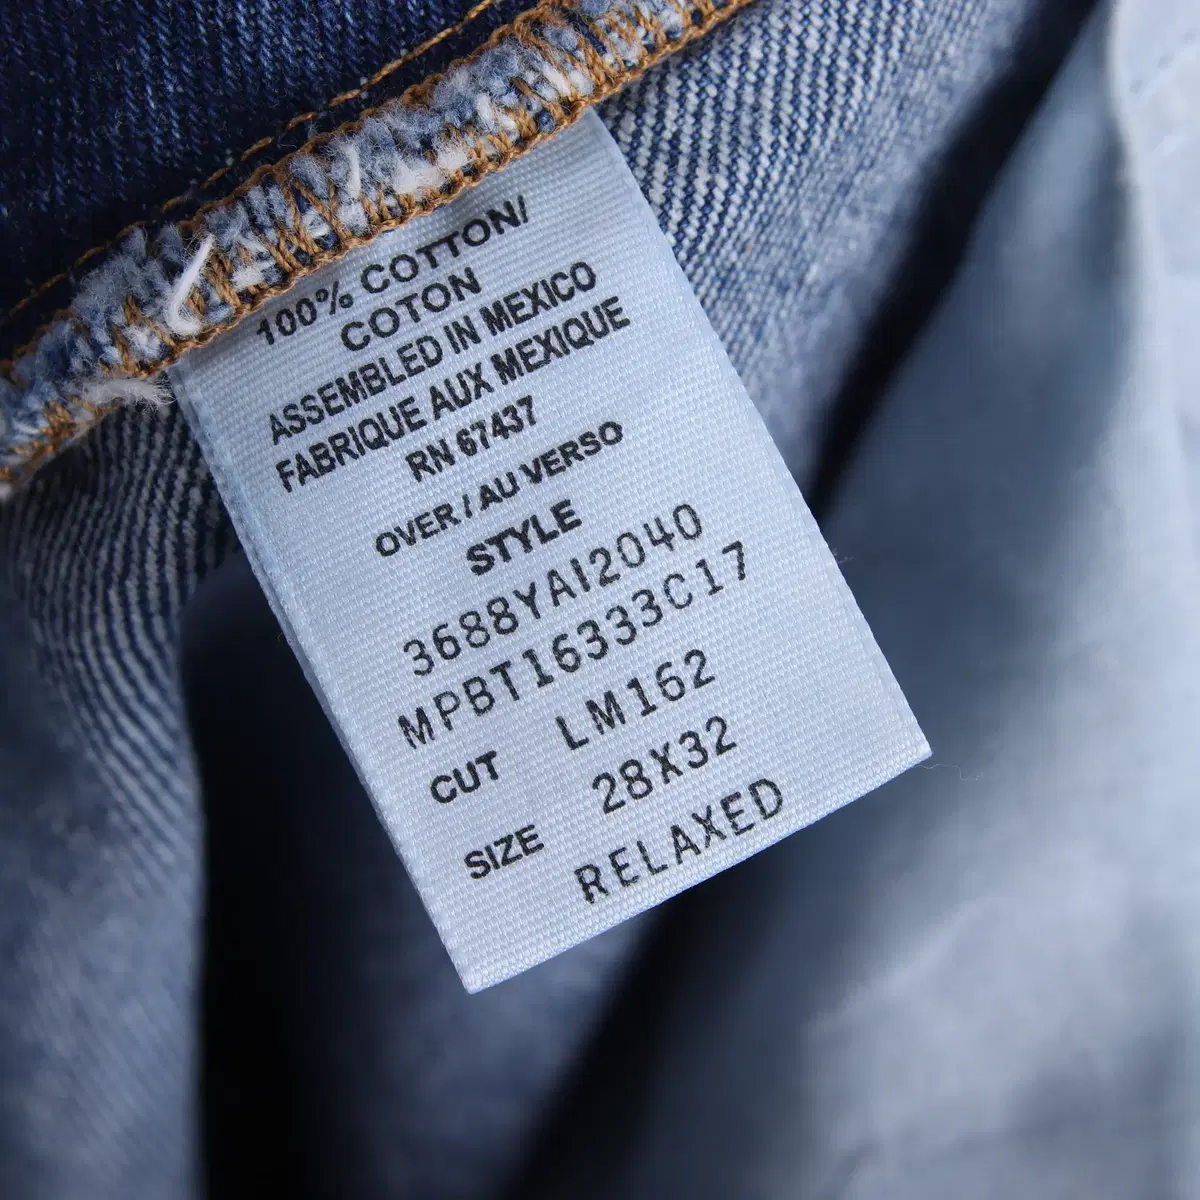 100% COTTON/
COTON
ASSEMBLED IN MEXICO
FABRIQUE AUX MEXIQUE
RN 67437
OVER / AU VERSO
STYLE
3688YAI2040
MPBT16333C17
CUT LM162
SIZE 28X32
RELAXED